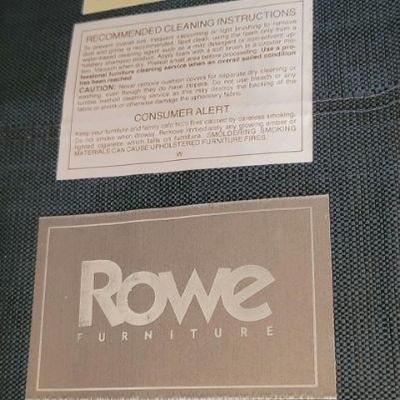 RECOMMENDED CLEANING INSTRUCTIONS
To prevent overall soil, frequent vacuuming or light brushing to remove
dust and grime is recommended. Spot clean, using the foam only from a
water-based cleaning agent such as a mild detergent or non-solvent up-
holstery shampoo product. Apply foam with a soft brush in a circular mo-
tion. Vacuum when dry. Pretest small area before proceeding. Use a pro-
fessional furniture cleaning service when an overall soiled condition
has been reached
CAUTION: Never remove cushion covers for separate dry cleaning or
washing, even though they do have zippers. Do not use bleach or any
tumble method cleaning service as this may destroy the backing of the
fabric or shrink or otherwise damage the upholstery fabric.
CONSUMER ALERT
Keep your furniture and family safe from fires caused by careless smoking.
Do not smoke when drowsy. Remove immediately any glowing amber or
lighted cigarette which falls on furniture. SMOLDERING SMOKING
MATERIALS CAN CAUSE UPHOLSTERED FURNITURE FIRES.
W
Rowe
FURNITURE